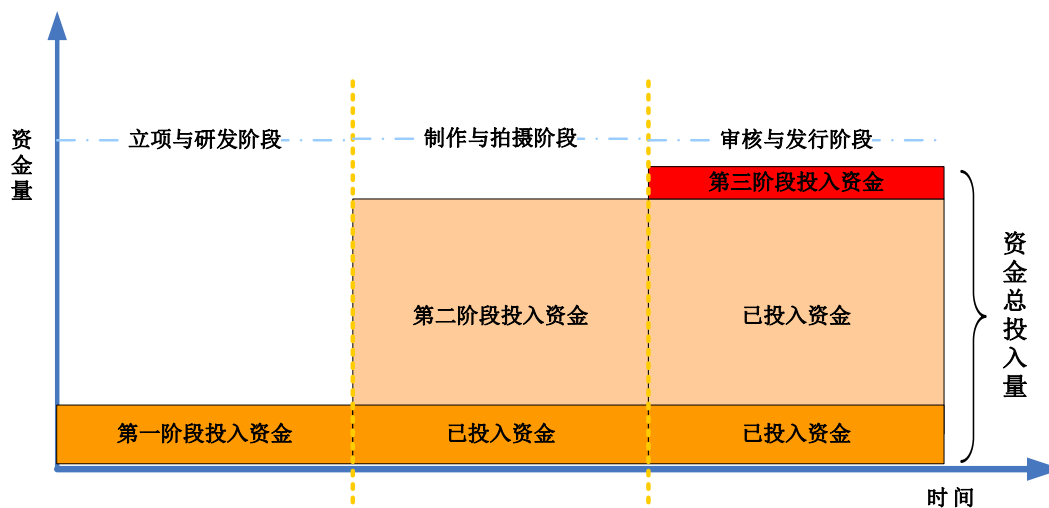 资金量
立项与研发阶段
制作与拍摄阶段
审核与发行阶段
第三阶段投入资金
第二阶段投入资金
已投入资金
第一阶段投入资金
已投入资金
已投入资金
资金总投入量
时间